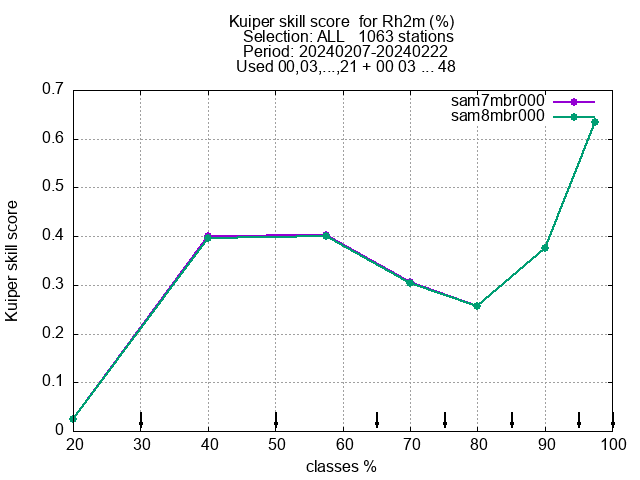 Kuiper skill score  for Rh2m (%)
Selection: ALL   1063 stations
Period: 20240207-20240222
Used 00,03,...,21 + 00 03 ... 48
sam7mbr000
sam8mbr000
0.7
0.6
0.5
0.4
0.3
0.2
0.1
0
Kuiper skill score
20 30 40 50 60 70 80 90 100
classes %